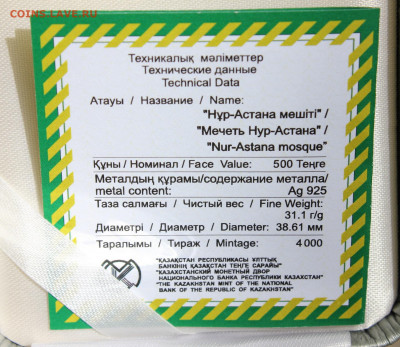 COINS.LAVE.RU
Техникалық мәліметтер
Технические данные
Technical Data
Атауы / Название / Name:
"Нұр-Астана мешіті" /
"Мечеть Нур-Астана" /
"Nur-Astana mosque"
Құны / Номинал / Face Value: 500 Теңге
Металдың құрамы/содержание металла/
metal content: Ag 925
Таза салмағы / Чистый вес / Fine Weight:
31.1 г/g
Диаметрі / Диаметр / Diameter: 38.61 мм
Таралымы / Тираж / Mintage: 4000
"ҚАЗАҚСТАН РЕСПУБЛИКАСЫ ҰЛТТЫҚ
БАНКІНІҢ ҚАЗАҚСТАН ТЕҢГЕ САРАЙЫ"
"КАЗАХСТАНСКИЙ МОНЕТНЫЙ ДВОР
НАЦИОНАЛЬНОГО БАНКА РЕСПУБЛИКИ КАЗАХСТАН"
"THE KAZAKHSTAN MINT OF THE NATIONAL
BANK OF THE REPUBLIC OF KAZAKHSTAN"